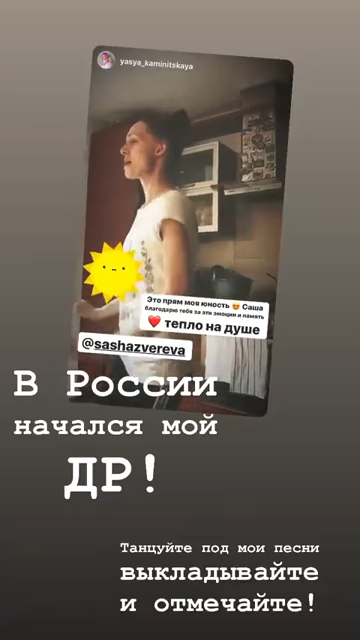 yasya_kaminitskaya
Это прям моя юность 😍 Саша
благодарю тебя за эти эмоции и память
❤️ тепло на душе
@sashazvereva
В России
начался мой
ДР!
Танцуйте под мои песни
выкладывайте
и отмечайте!